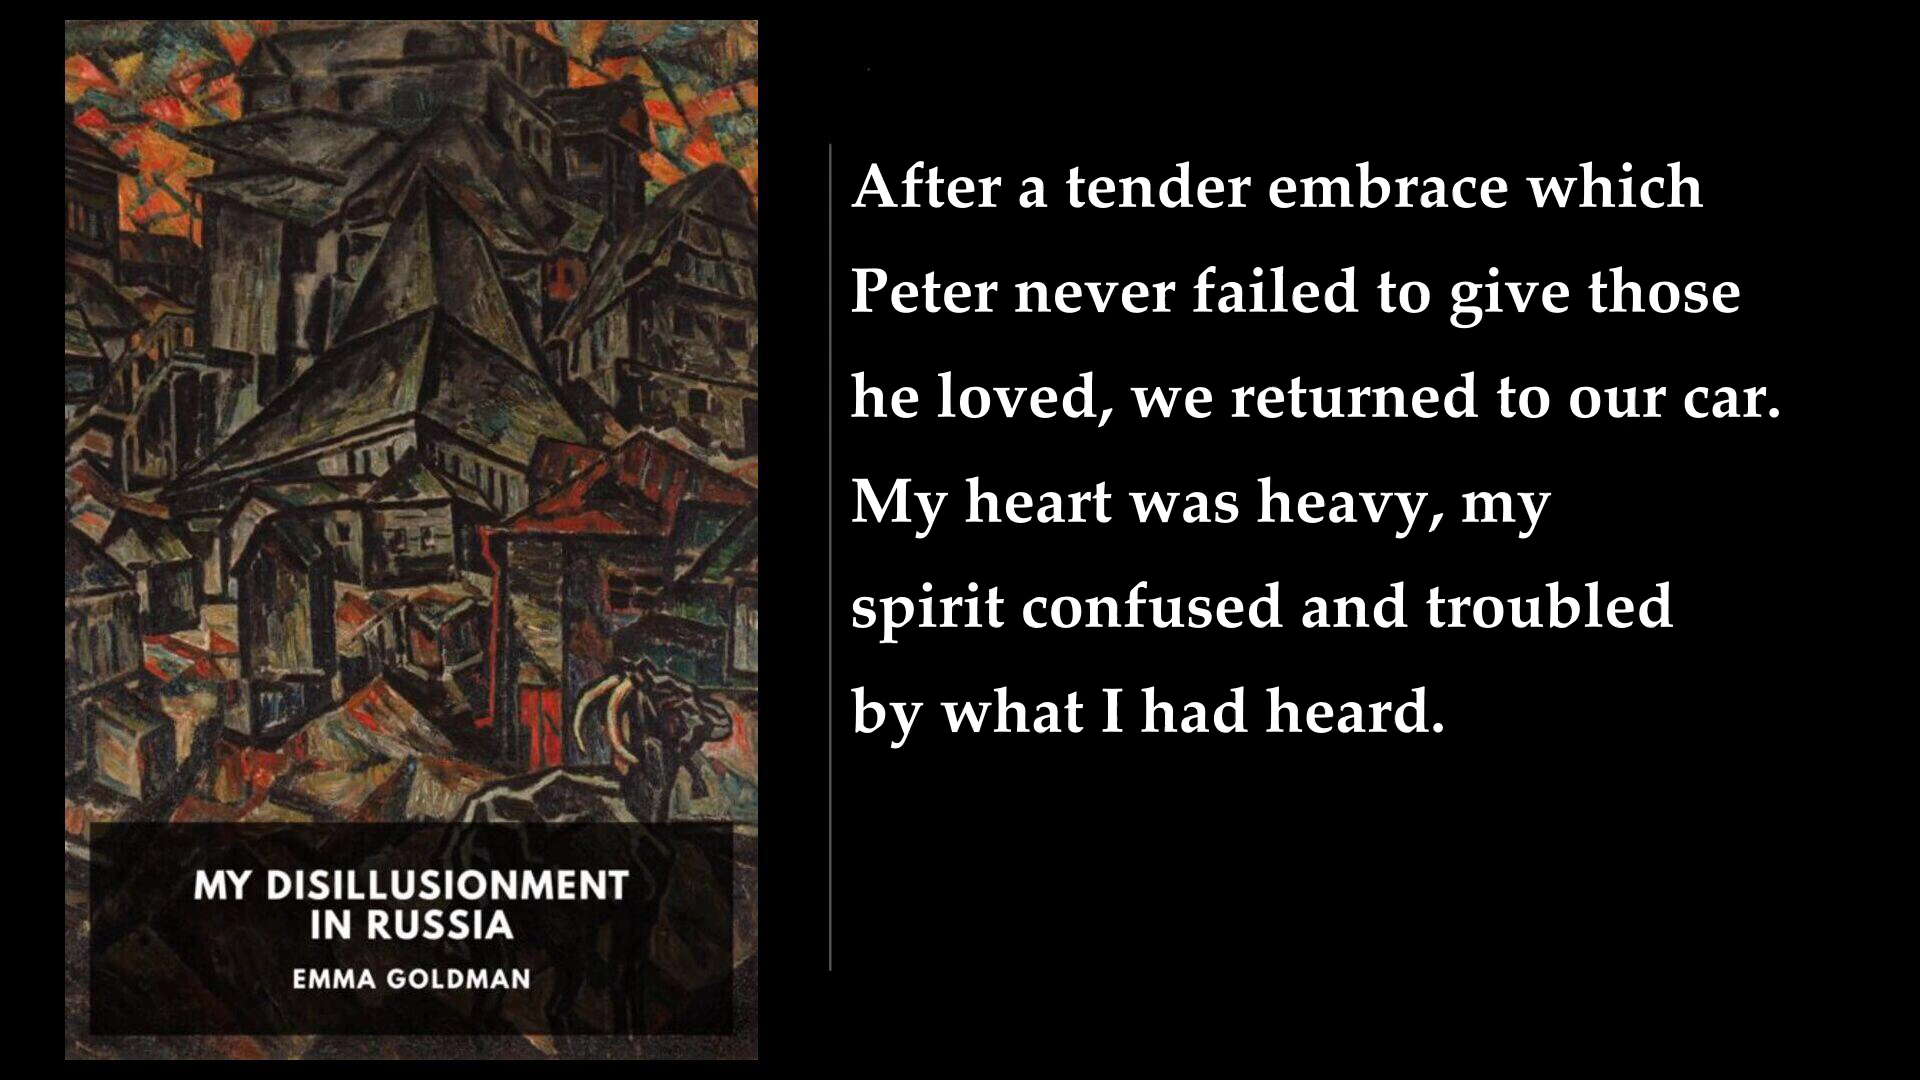 MY DISILLUSIONMENT
IN RUSSIA
EMMA GOLDMAN
After a tender embrace which
Peter never failed to give those
he loved, we returned to our car.
My heart was heavy, my
spirit confused and troubled
by what I had heard.